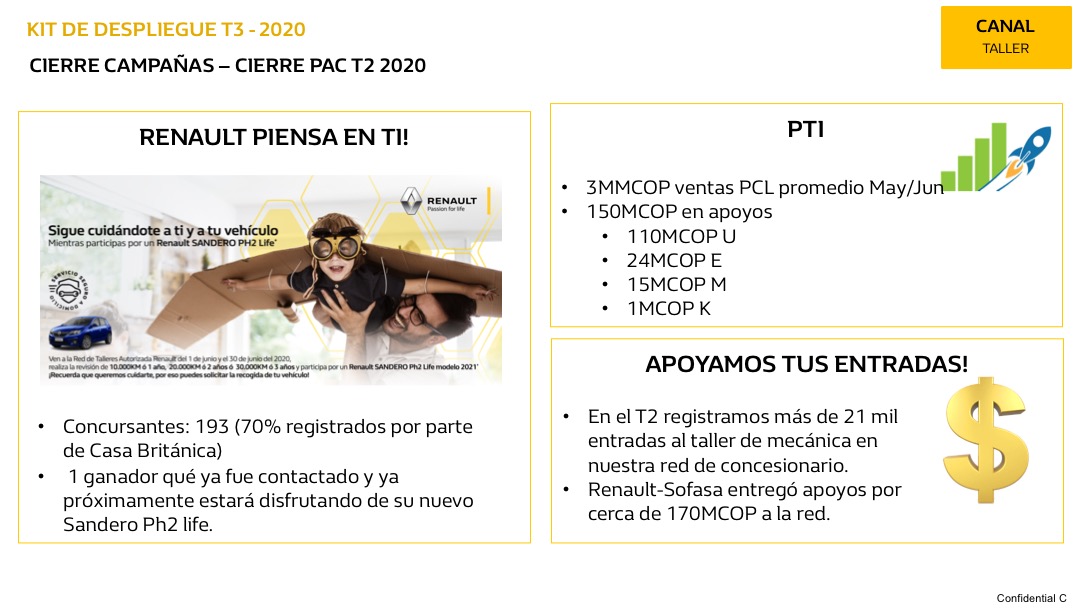 KIT DE DESPLIEGUE T3 - 2020
CIERRE CAMPAÑAS – CIERRE PAC T2 2020
CANAL
TALLER
RENAULT PIENSA EN TI!
RENAULT
Passion for life
Sigue cuidándote a ti y a tu vehículo
Mientras participas por un Renault SANDERO PH2 Life*
SERVICIO SEGURO A DOMICILIO
Ven a la Red de Talleres Autorizada Renault del 1 de junio y el 30 de junio del 2020,
realiza la revisión de 10.000KM ó 1 año, 20.000KM ó 2 años ó 30,000KM ó 3 años y participa por un Renault SANDERO Ph2 Life modelo 2021*
¡Recuerda que queremos cuidarte, por eso puedes solicitar la recogida de tu vehículo!
• Concursantes: 193 (70% registrados por parte
de Casa Británica)
• 1 ganador qué ya fue contactado y ya
próximamente estará disfrutando de su nuevo
Sandero Ph2 life.
PTI
• 3MMCOP ventas PCL promedio May/Jun
• 150MCOP en apoyos
• 110MCOP U
• 24MCOP E
• 15MCOP M
• 1MCOP K
APOYAMOS TUS ENTRADAS!
• En el T2 registramos más de 21 mil
entradas al taller de mecánica en
nuestra red de concesionario.
• Renault-Sofasa entregó apoyos por
cerca de 170MCOP a la red.
Confidential C